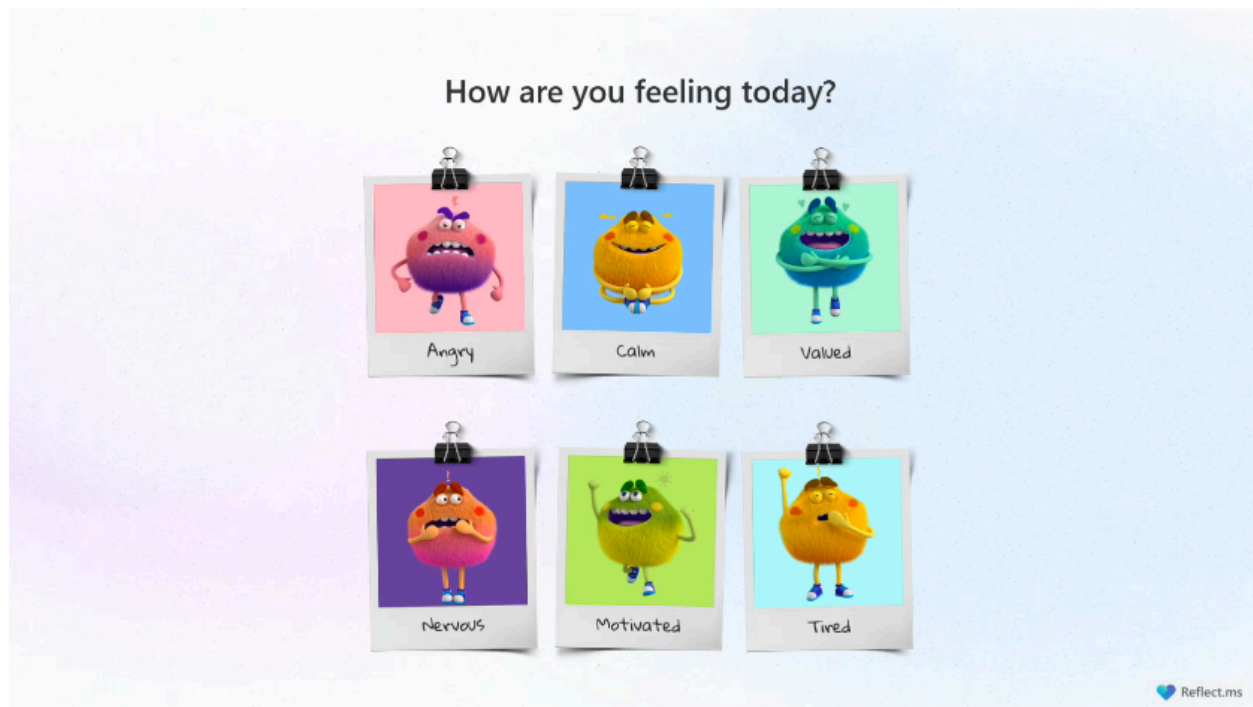 How are you feeling today?
Angry
Calm
Valued
Nervous
Motivated
Tired
Reflect.ms